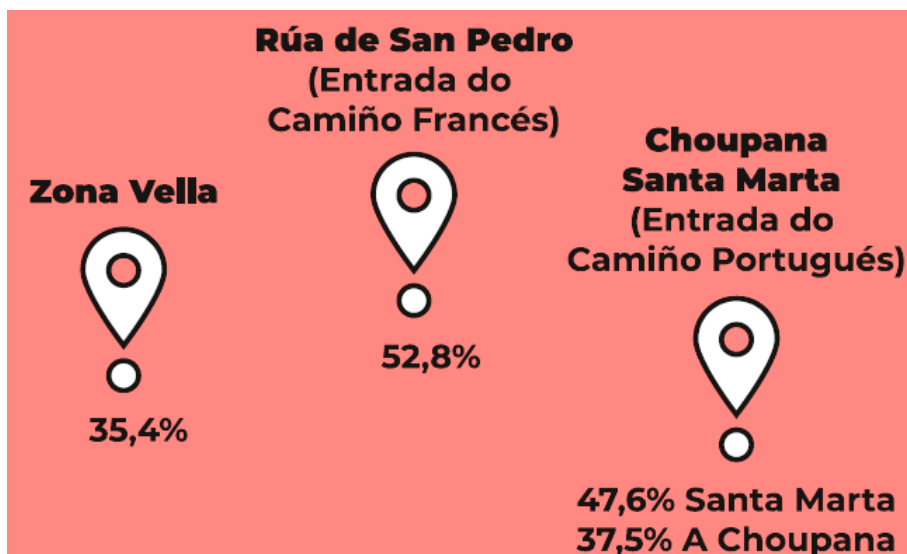 Zona Vella
35,4%
Rúa de San Pedro
(Entrada do
Camiño Francés)
52,8%
Choupana
Santa Marta
(Entrada do
Camiño Portugués)
47,6% Santa Marta
37,5% A Choupana